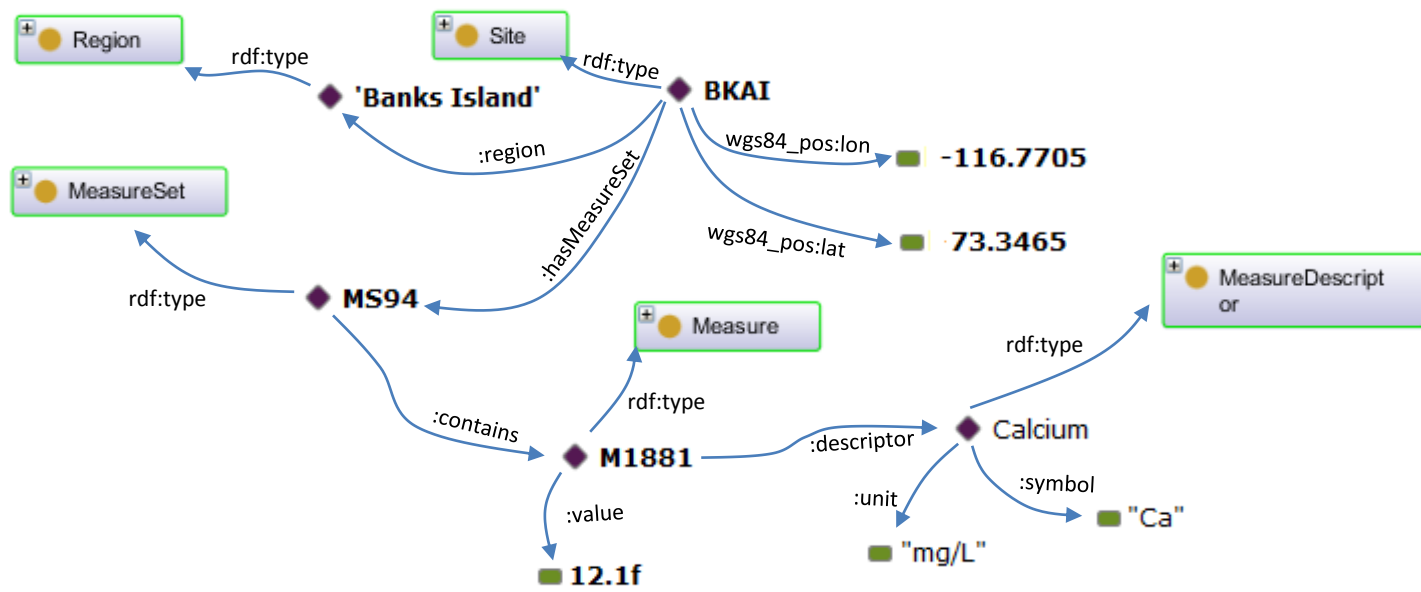 Region
Site
rdf:type
rdf:type
'Banks Island'
BKAI
:region
wgs84_pos:lon
-116.7705
MeasureSet
:hasMeasureSet
wgs84_pos:lat
73.3465
rdf:type
MS94
MeasureDescript
or
Measure
rdf:type
rdf:type
:contains
M1881
:descriptor
Calcium
:value
:unit
:symbol
"Ca"
"mg/L"
12.1f